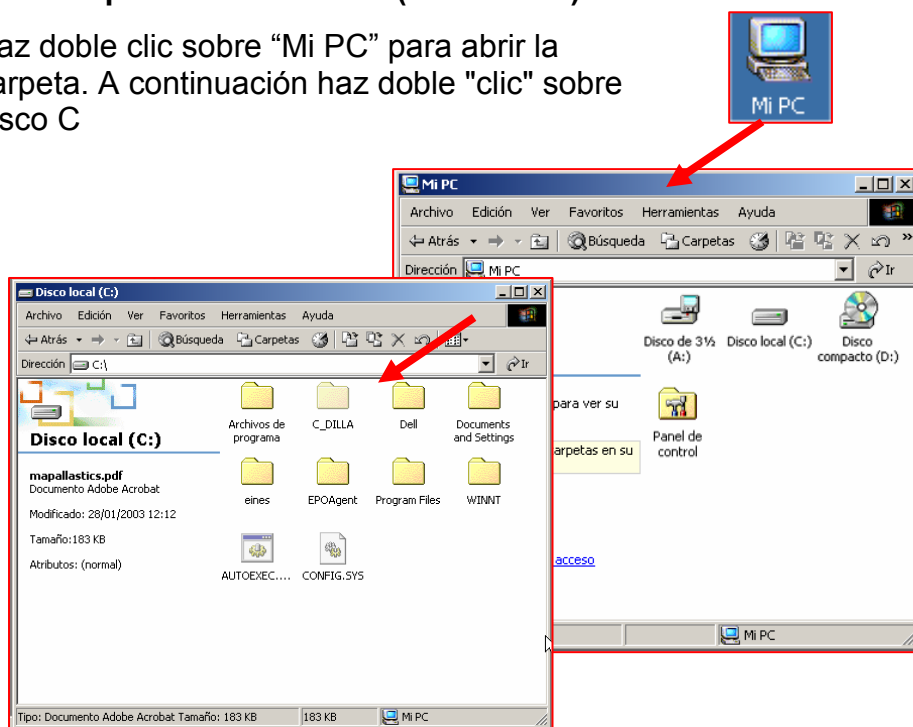 az doble clic sobre “Mi PC” para abrir la
arpeta. A continuación haz doble "clic" sobre
sco C
Mi PC
Mi PC
Archivo Edición Ver Favoritos Herramientas Ayuda
Atrás Búsqueda Carpetas »
Dirección Mi PC Ir
Disco de 3½ (A:)
Disco local (C:)
Disco compacto (D:)
para ver su
arpetas en su
Panel de control
acceso
Mi PC
Disco local (C:)
Archivo Edición Ver Favoritos Herramientas Ayuda
Atrás Búsqueda Carpetas
Dirección C:\ Ir
Disco local (C:)
mapallastics.pdf
Documento Adobe Acrobat
Modificado: 28/01/2003 12:12
Tamaño:183 KB
Atributos: (normal)
Archivos de programa
C_DILLA
Dell
Documents and Settings
eines
EPOAgent
Program Files
WINNT
AUTOEXEC....
CONFIG.SYS
Tipo: Documento Adobe Acrobat Tamaño: 183 KB 183 KB Mi PC